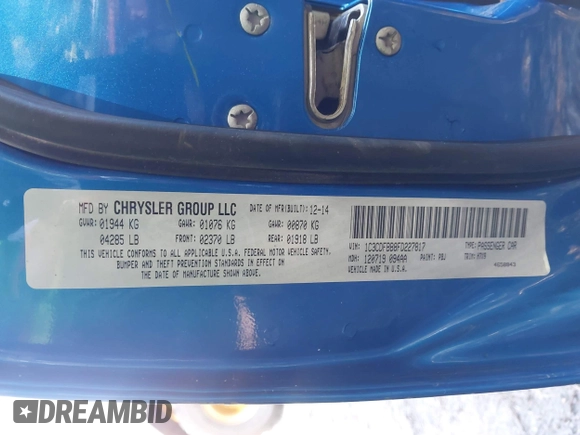 MFD BY CHRYSLER GROUP LLC DATE OF MFR(BUILT): 12-14
GVWR: 01944 KG GAWR: 01076 KG GAWR: 00870 KG
04285 LB FRONT: 02370 LB REAR: 01918 LB
THIS VEHICLE CONFORMS TO ALL APPLICABLE U.S.A. FEDERAL MOTOR VEHICLE SAFETY,
BUMPER AND THEFT PREVENTION STANDARDS IN EFFECT ON
THE DATE OF MANUFACTURE SHOWN ABOVE.
VIN: 1C3CDFBB8FD227817 TYPE: PASSENGER CAR
MDH: 120719 094AA PAINT: PBJ TRIM:
MADE IN U.S.A.
DREAMBID